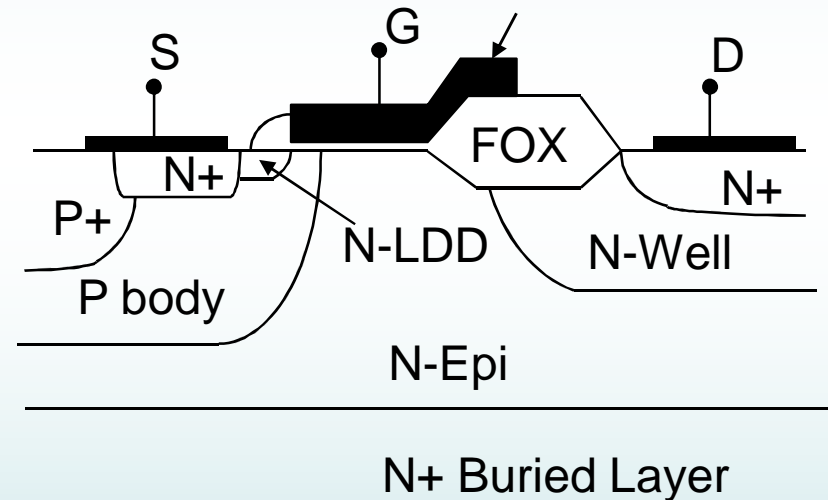 S
G
D
FOX
N+
N+
P+
N-LDD
N-Well
P body
N-Epi
N+ Buried Layer